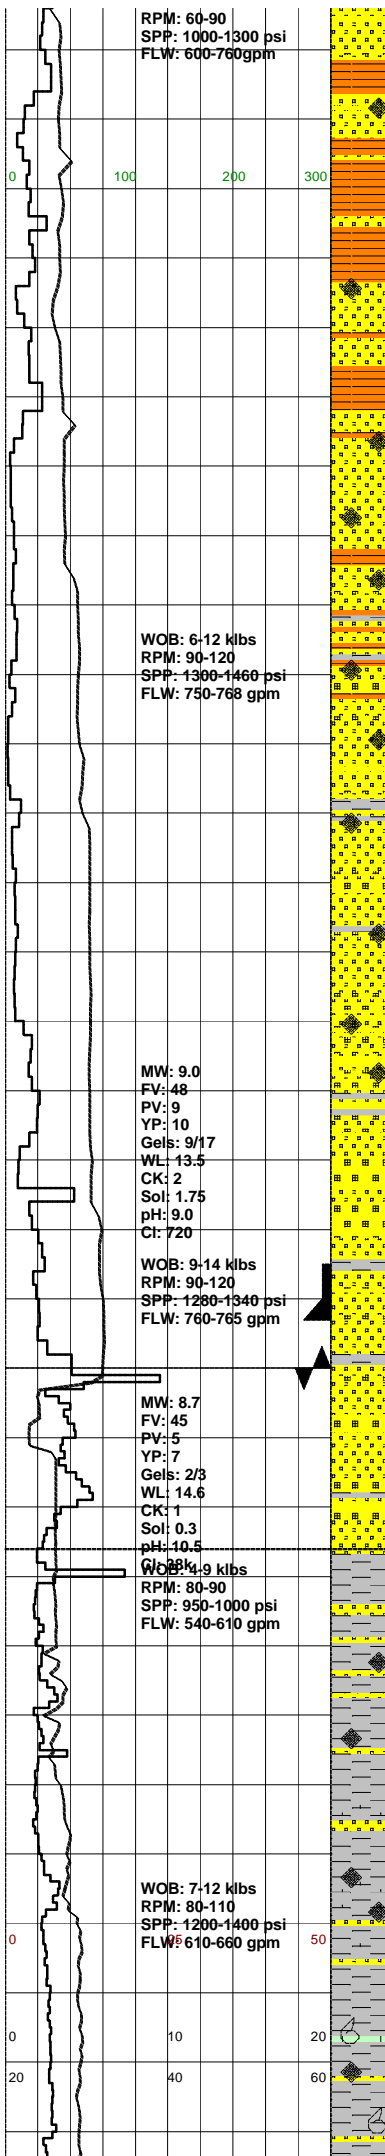 RPM: 60-90
SPP: 1000-1300 psi
FLW: 600-760gpm
0 100 200 300
WOB: 6-12 klbs
RPM: 90-120
SPP: 1300-1460 psi
FLW: 750-768 gpm
MW: 9.0
FV: 48
PV: 9
YP: 10
Gels: 9/17
WL: 13.5
CK: 2
Sol: 1.75
pH: 9.0
Cl: 720
WOB: 9-14 klbs
RPM: 90-120
SPP: 1280-1340 psi
FLW: 760-765 gpm
MW: 8.7
FV: 45
PV: 5
YP: 7
Gels: 2/3
WL: 14.6
CK: 1
Sol: 0.3
pH: 10.5
Cl: 38k
WOB: 4-9 klbs
RPM: 80-90
SPP: 950-1000 psi
FLW: 540-610 gpm
WOB: 7-12 klbs
RPM: 80-110
SPP: 1200-1400 psi
FLW: 610-660 gpm
0 25 50
0 10 20
20 40 60